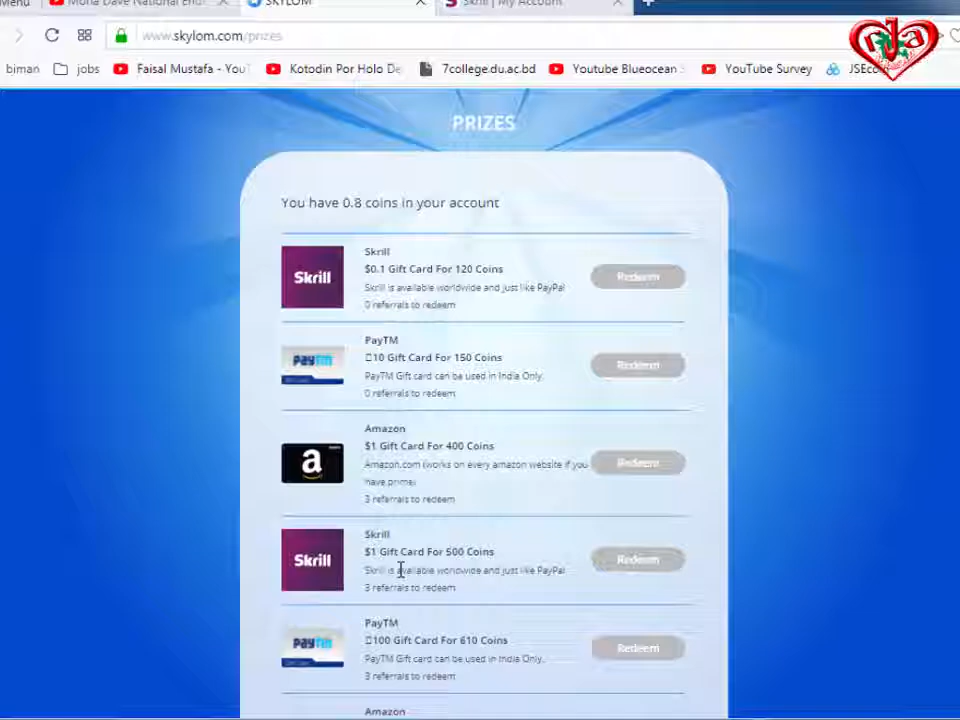 Menu
Mona Dave National
SKYLOM
Skrill | My Account
www.skylom.com/prizes
rja
biman
jobs
Faisal Mustafa - You
Kotodin Por Holo De
7college.du.ac.bd
Youtube Blueocean
YouTube Survey
JSEco
PRIZES
You have 0.8 coins in your account
Skrill
Skrill
$0.1 Gift Card For 120 Coins
Redeem
Skrill is available worldwide and just like PayPal
0 referrals to redeem
PayTM
paytm
10 Gift Card For 150 Coins
Redeem
PayTM Gift card can be used in India Only.
0 referrals to redeem
Amazon
a
$1 Gift Card For 400 Coins
Redeem
Amazon.com (works on every amazon website if you
have prime)
3 referrals to redeem
Skrill
Skrill
$1 Gift Card For 500 Coins
Redeem
Skrill is available worldwide and just like PayPal
3 referrals to redeem
PayTM
paytm
100 Gift Card For 610 Coins
Redeem
PayTM Gift card can be used in India Only.
3 referrals to redeem
Amazon